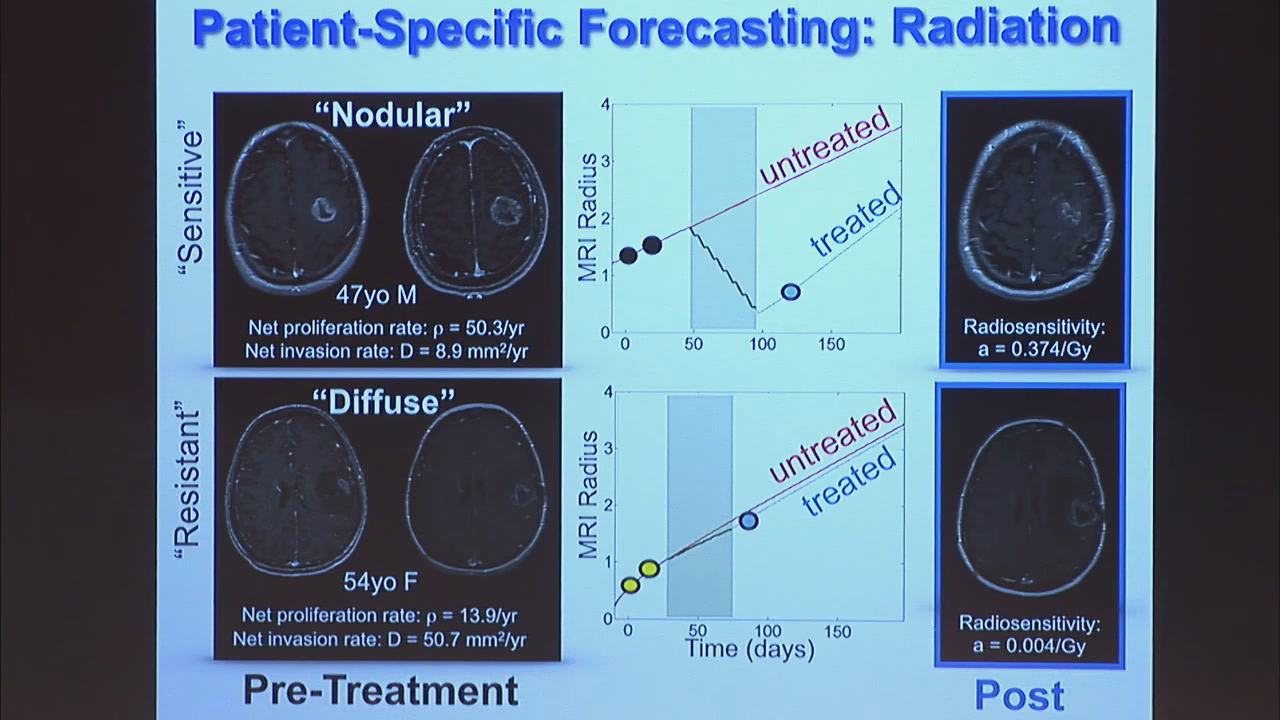 Patient-Specific Forecasting: Radiation
"Sensitive"
"Nodular"
47yo M
Net proliferation rate: ρ = 50.3/yr
Net invasion rate: D = 8.9 mm²/yr
MRI Radius
4
3
2
1
0
0 50 100 150
untreated
treated
Radiosensitivity:
a = 0.374/Gy
"Resistant"
"Diffuse"
54yo F
Net proliferation rate: ρ = 13.9/yr
Net invasion rate: D = 50.7 mm²/yr
MRI Radius
4
3
2
1
0
0 50 100 150
Time (days)
untreated
treated
Radiosensitivity:
a = 0.004/Gy
Pre-Treatment
Post